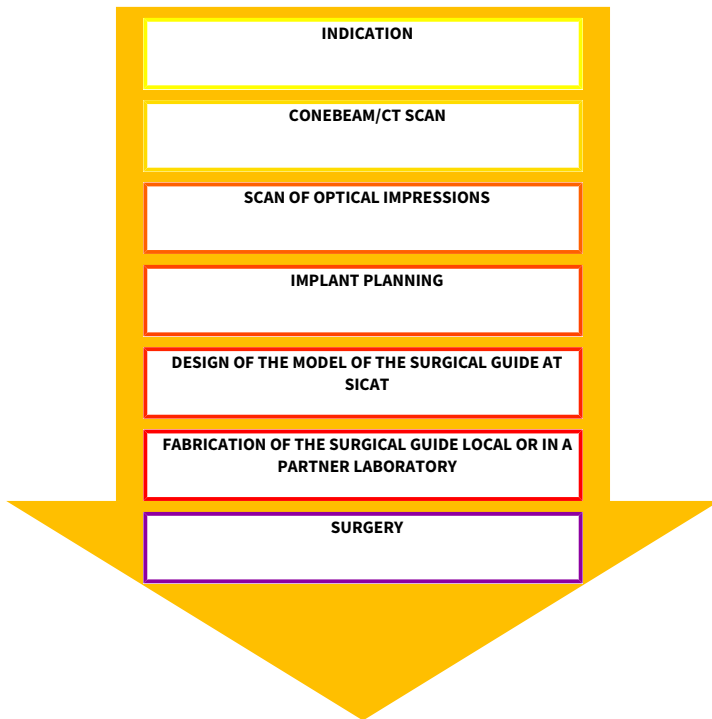 INDICATION
CONEBEAM/CT SCAN
SCAN OF OPTICAL IMPRESSIONS
IMPLANT PLANNING
DESIGN OF THE MODEL OF THE SURGICAL GUIDE AT
SICAT
FABRICATION OF THE SURGICAL GUIDE LOCAL OR IN A
PARTNER LABORATORY
SURGERY